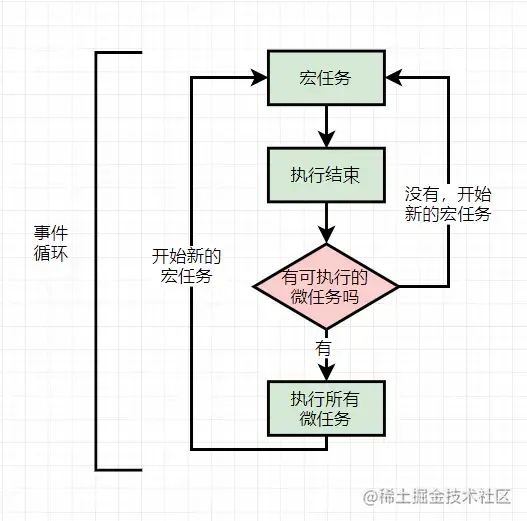 宏任务
执行结束
没有，开始
新的宏任务
事件
循环
开始新的
宏任务
有可执行的
微任务吗
有
执行所有
微任务
@稀土掘金技术社区